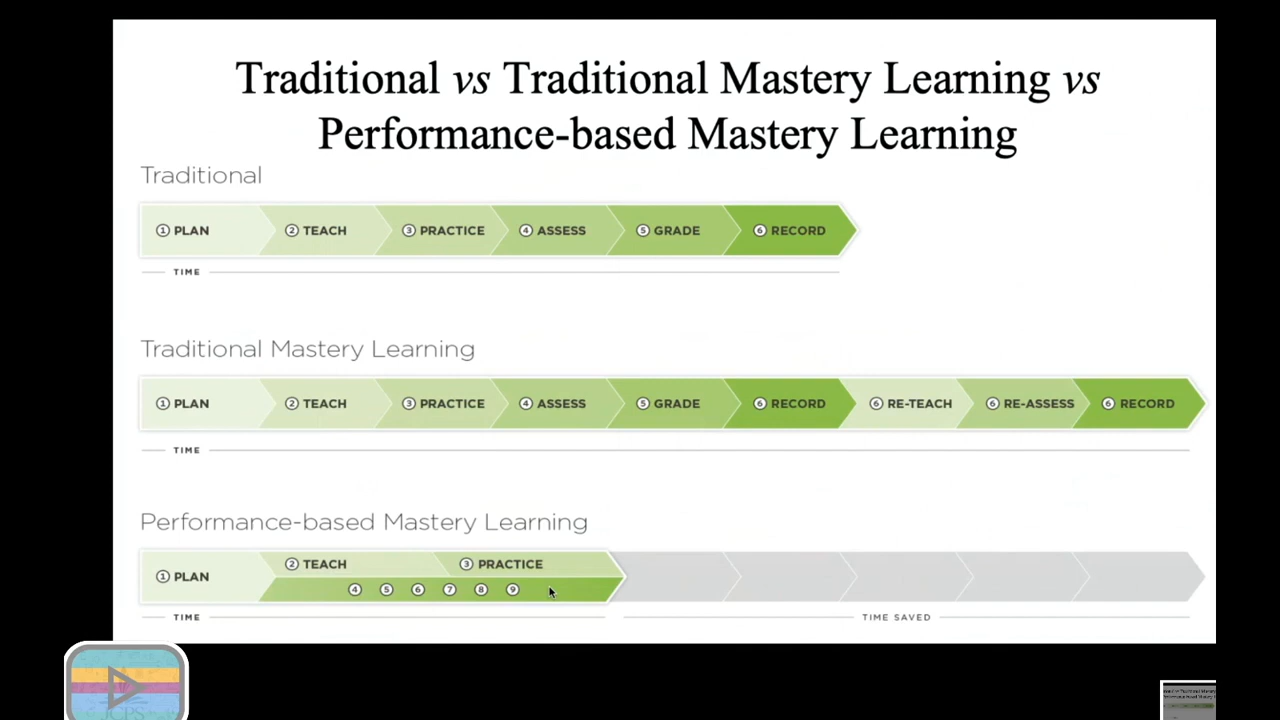 Traditional vs Traditional Mastery Learning vs
Performance-based Mastery Learning
Traditional
① PLAN ② TEACH ③ PRACTICE ④ ASSESS ⑤ GRADE ⑥ RECORD
TIME
Traditional Mastery Learning
① PLAN ② TEACH ③ PRACTICE ④ ASSESS ⑤ GRADE ⑥ RECORD ⑥ RE-TEACH ⑥ RE-ASSESS ⑥ RECORD
TIME
Performance-based Mastery Learning
② TEACH ③ PRACTICE
① PLAN
④ ⑤ ⑥ ⑦ ⑧ ⑨
TIME TIME SAVED